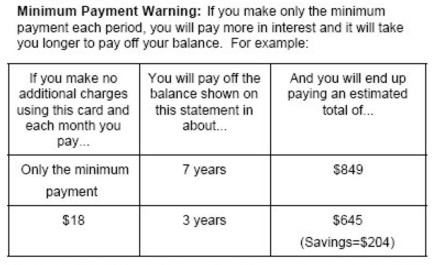 Minimum Payment Warning: If you make only the minimum
payment each period, you will pay more in interest and it will take
you longer to pay off your balance. For example:
If you make no
additional charges
using this card and
each month you
pay...
You will pay off the
balance shown on
this statement in
about...
And you will end up
paying an estimated
total of...
Only the minimum
payment
7 years
$849
$18
3 years
$645
(Savings=$204)